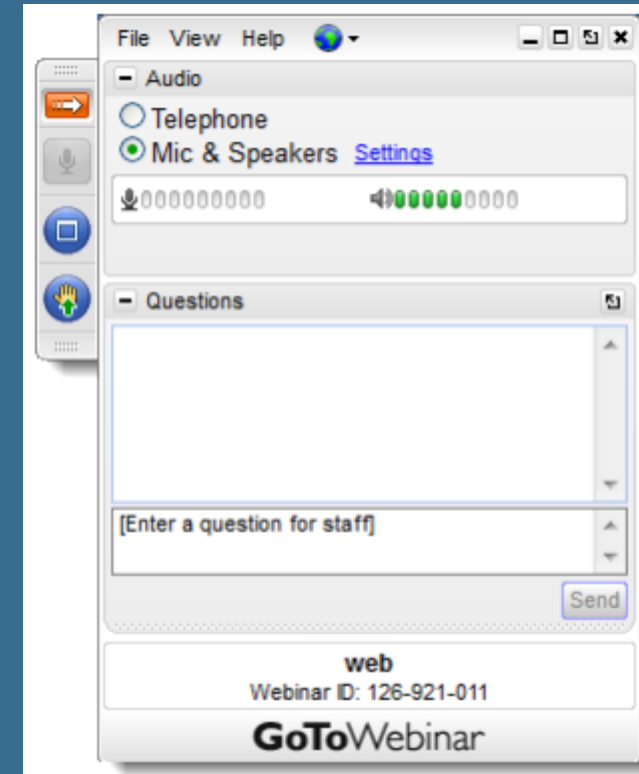 File View Help
Audio
Telephone
Mic & Speakers Settings
Questions
[Enter a question for staff]
Send
web
Webinar ID: 126-921-011
GoToWebinar